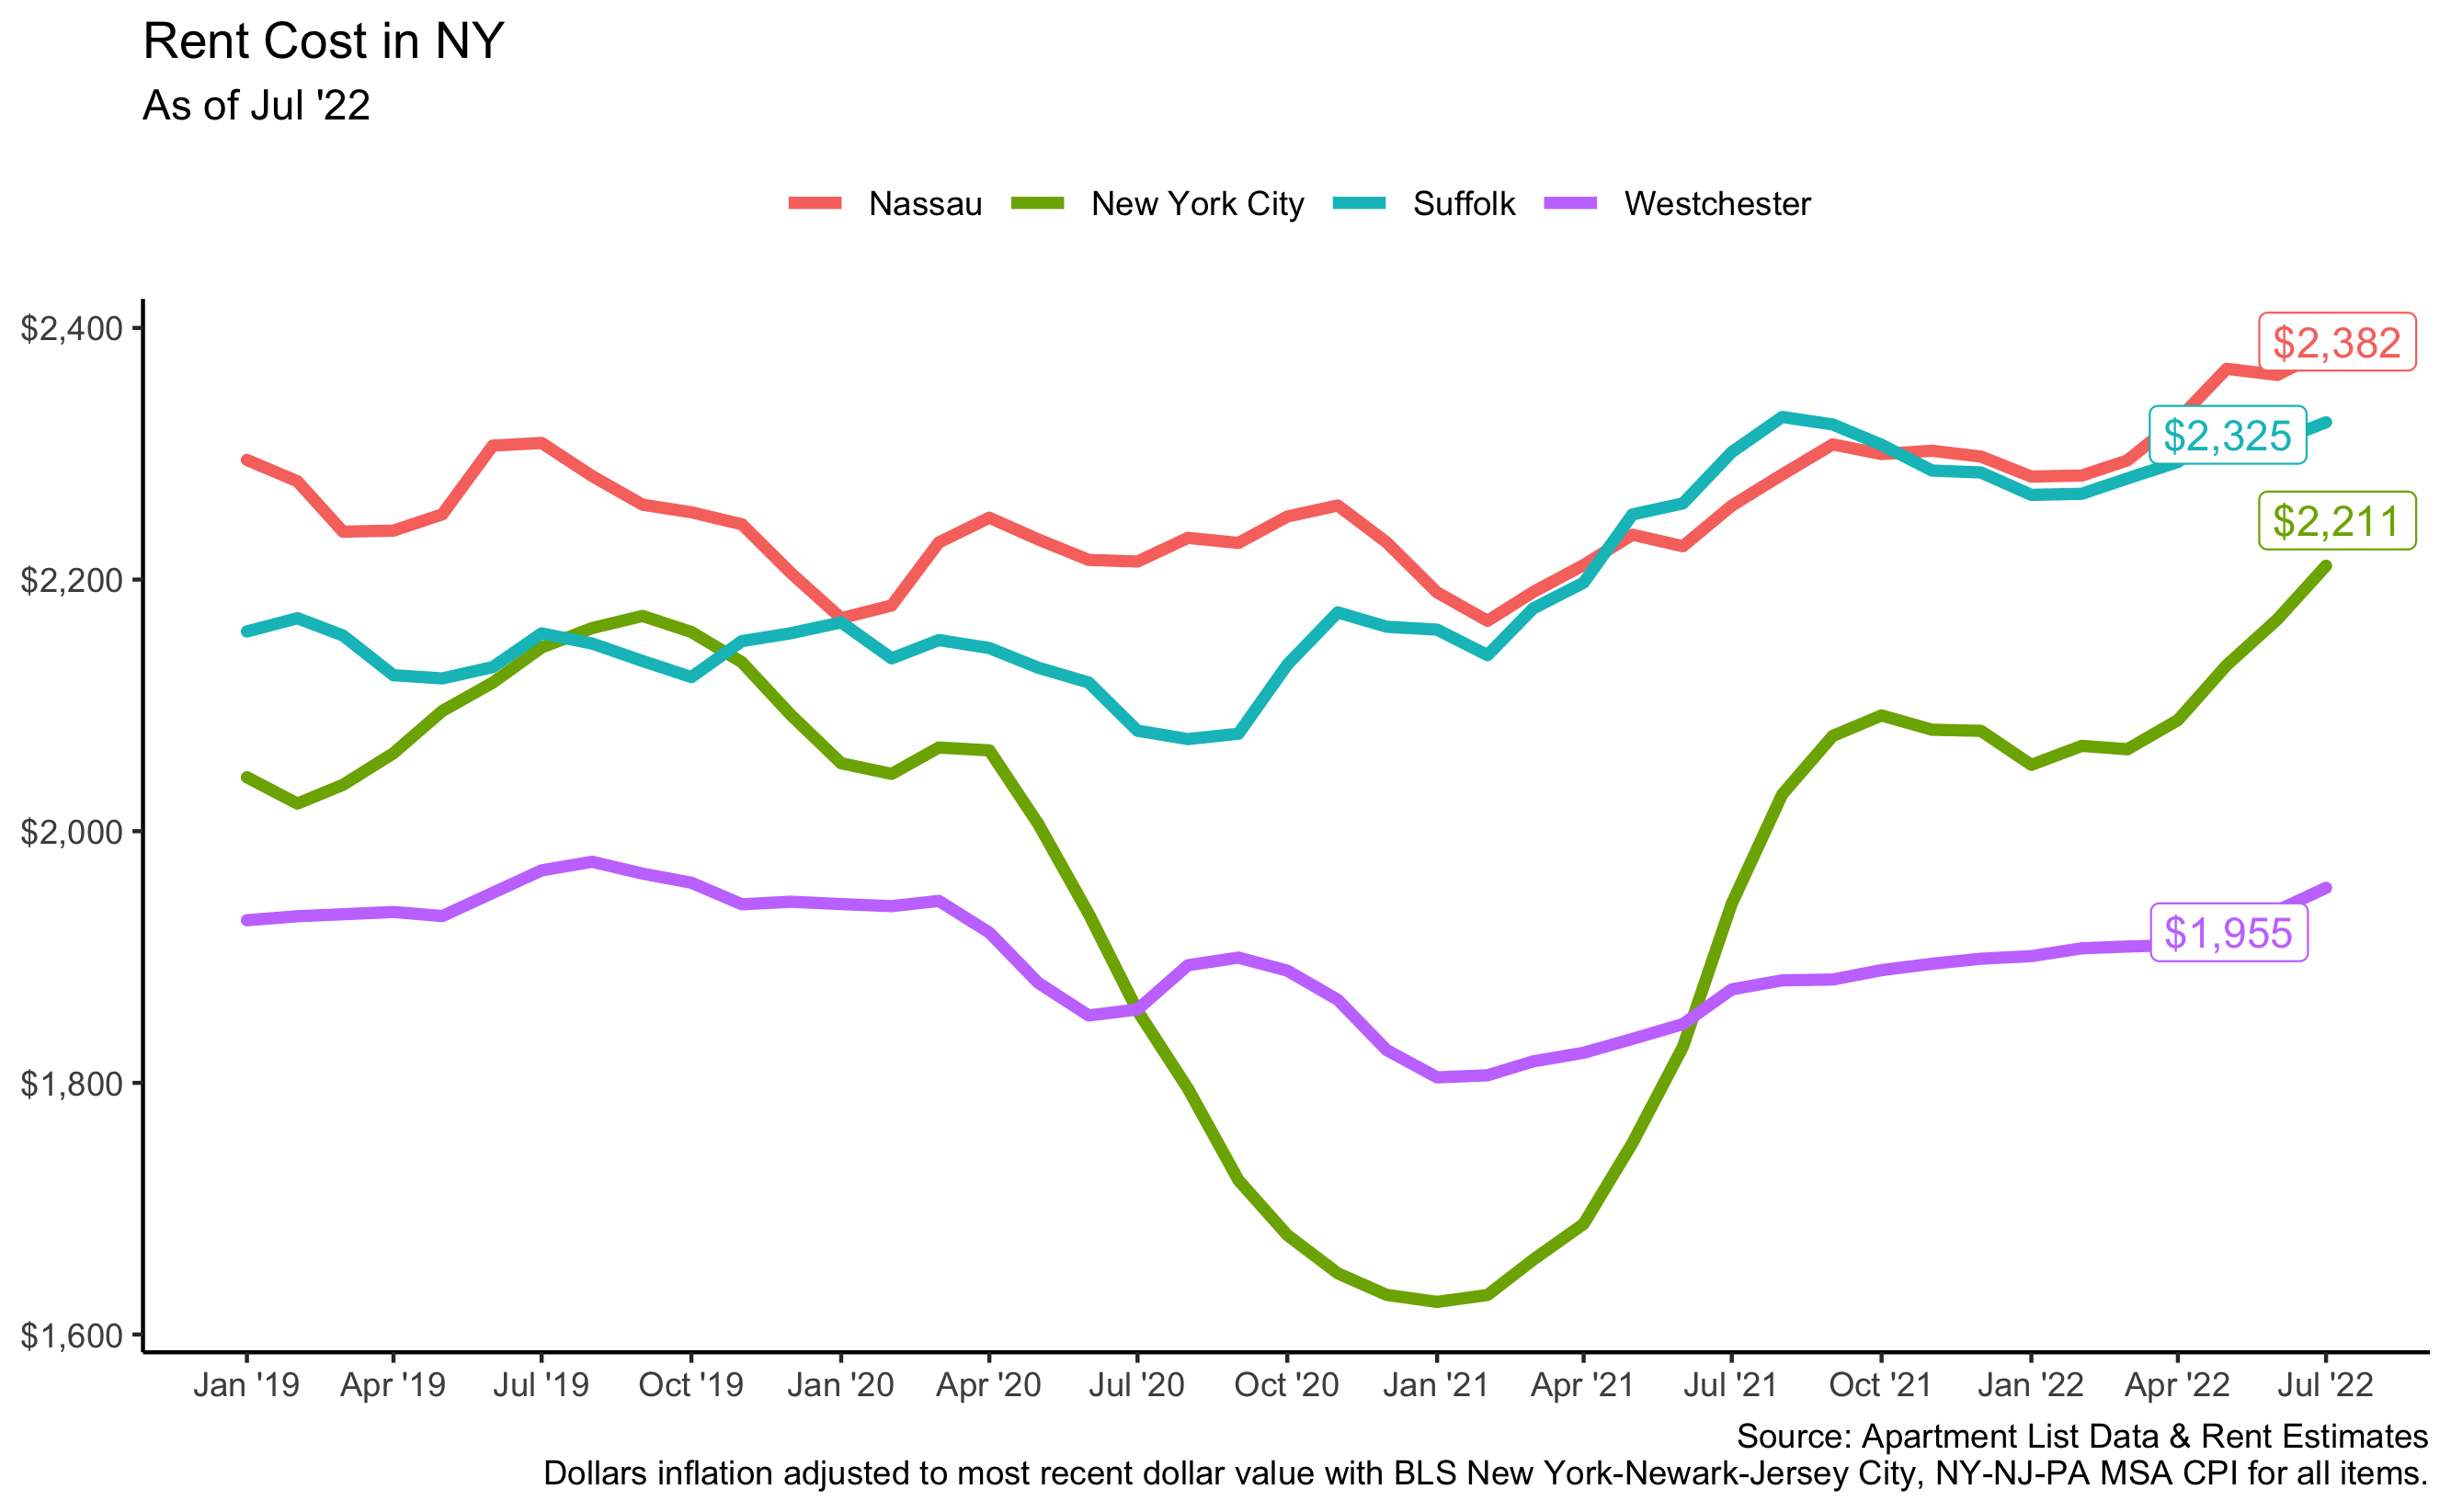 Rent Cost in NY
As of Jul '22
Nassau New York City Suffolk Westchester
$2,400
$2,200
$2,000
$1,800
$1,600
$2,382
$2,325
$2,211
$1,955
Jan '19 Apr '19 Jul '19 Oct '19 Jan '20 Apr '20 Jul '20 Oct '20 Jan '21 Apr '21 Jul '21 Oct '21 Jan '22 Apr '22 Jul '22
Source: Apartment List Data & Rent Estimates
Dollars inflation adjusted to most recent dollar value with BLS New York-Newark-Jersey City, NY-NJ-PA MSA CPI for all items.